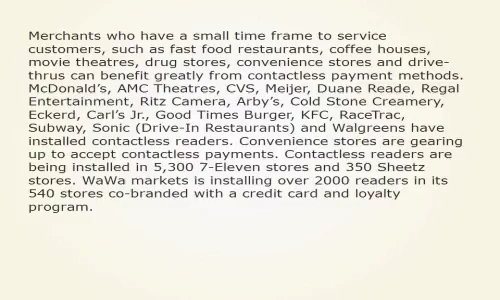 Merchants who have a small time frame to service
customers, such as fast food restaurants, coffee houses,
movie theatres, drug stores, convenience stores and drive-
thrus can benefit greatly from contactless payment methods.
McDonald's, AMC Theatres, CVS, Meijer, Duane Reade, Regal
Entertainment, Ritz Camera, Arby's, Cold Stone Creamery,
Eckerd, Carl's Jr., Good Times Burger, KFC, RaceTrac,
Subway, Sonic (Drive-In Restaurants) and Walgreens have
installed contactless readers. Convenience stores are gearing
up to accept contactless payments. Contactless readers are
being installed in 5,300 7-Eleven stores and 350 Sheetz
stores. WaWa markets is installing over 2000 readers in its
540 stores co-branded with a credit card and loyalty
program.